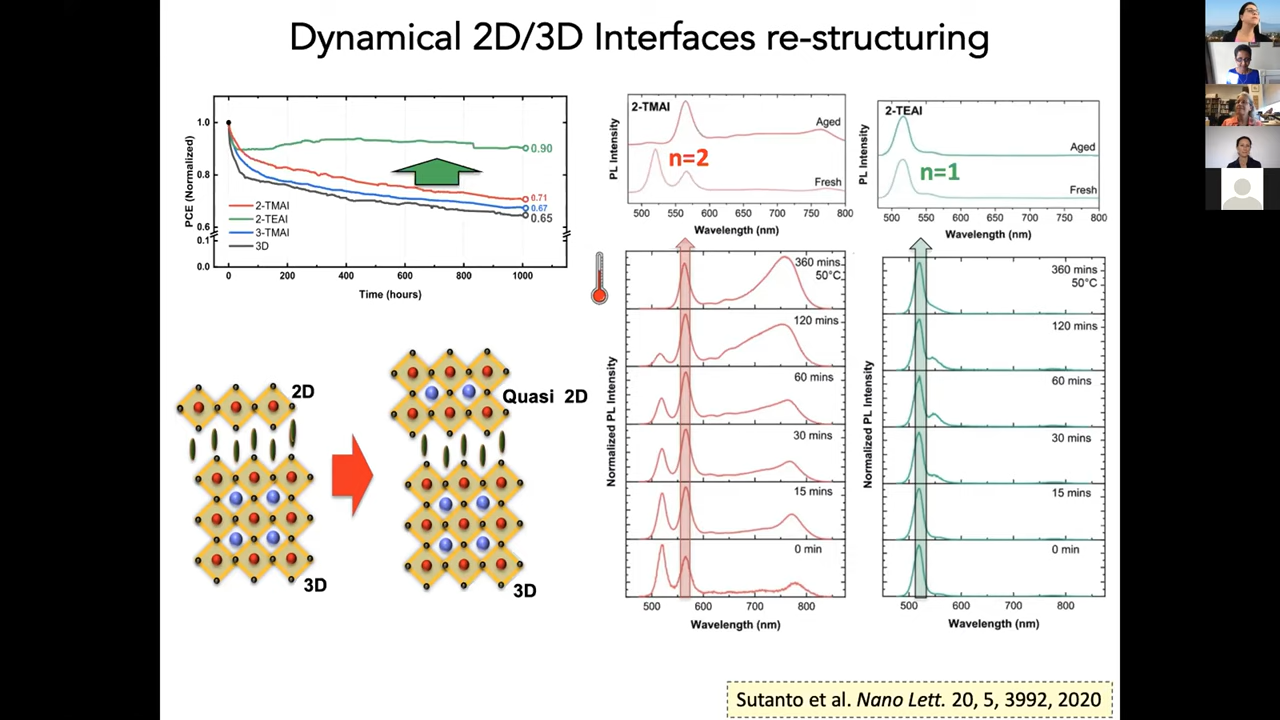 Dynamical 2D/3D Interfaces re-structuring
PCE (Normalized)
1.0
0.8
0.6
0.1
0.0
0.90
0.71
0.67
0.65
2-TMAI
2-TEAI
3-TMAI
3D
0
200
400
600
800
1000
Time (hours)
2-TMAI
PL Intensity
Aged
n=2
Fresh
500 550 600 650 700 750 800
Wavelength (nm)
2-TEAI
PL Intensity
Aged
n=1
Fresh
500 550 600 650 700 750 800
Wavelength (nm)
2D
3D
Quasi 2D
3D
Normalized PL Intensity
360 mins
50°C
120 mins
60 mins
30 mins
15 mins
0 min
500 600 700 800
Wavelength (nm)
Normalized PL Intensity
360 mins
50°C
120 mins
60 mins
30 mins
15 mins
0 min
500 600 700 800
Wavelength (nm)
Sutanto et al. Nano Lett. 20, 5, 3992, 2020